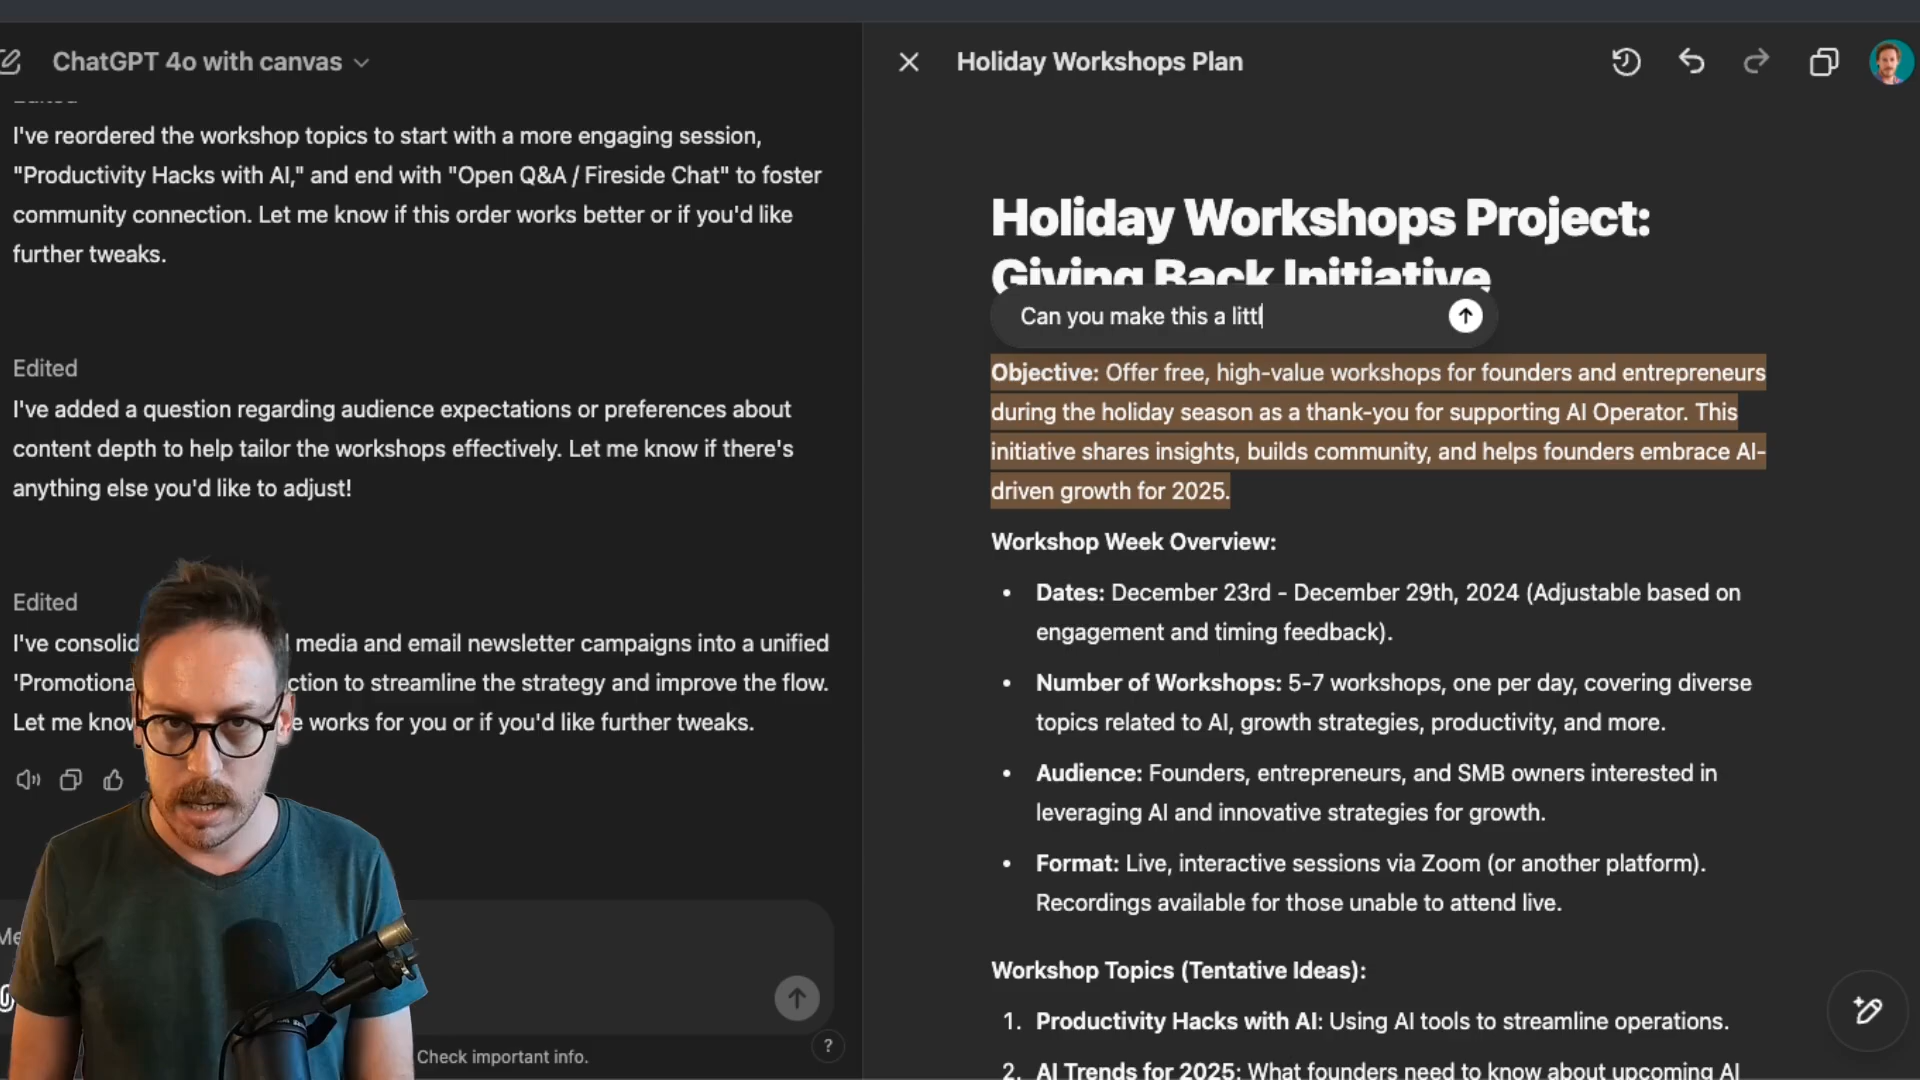 ChatGPT 4o with canvas
Edited
I've reordered the workshop topics to start with a more engaging session,
"Productivity Hacks with AI," and end with "Open Q&A / Fireside Chat" to foster
community connection. Let me know if this order works better or if you'd like
further tweaks.
Edited
I've added a question regarding audience expectations or preferences about
content depth to help tailor the workshops effectively. Let me know if there's
anything else you'd like to adjust!
Edited
I've consolid media and email newsletter campaigns into a unified
'Promotiona ction to streamline the strategy and improve the flow.
Let me know e works for you or if you'd like further tweaks.
Me
Check important info.
?
Holiday Workshops Plan
Holiday Workshops Project:
Giving Back Initiative
Can you make this a littl
Objective: Offer free, high-value workshops for founders and entrepreneurs
during the holiday season as a thank-you for supporting AI Operator. This
initiative shares insights, builds community, and helps founders embrace AI-
driven growth for 2025.
Workshop Week Overview:
• Dates: December 23rd - December 29th, 2024 (Adjustable based on
engagement and timing feedback).
• Number of Workshops: 5-7 workshops, one per day, covering diverse
topics related to AI, growth strategies, productivity, and more.
• Audience: Founders, entrepreneurs, and SMB owners interested in
leveraging AI and innovative strategies for growth.
• Format: Live, interactive sessions via Zoom (or another platform).
Recordings available for those unable to attend live.
Workshop Topics (Tentative Ideas):
1. Productivity Hacks with AI: Using AI tools to streamline operations.
2. AI Trends for 2025: What founders need to know about upcoming AI